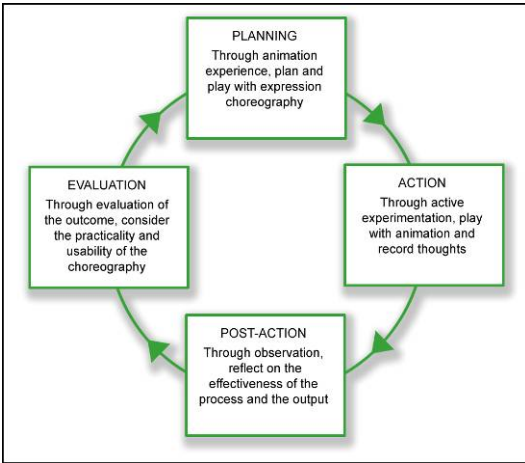 PLANNING
Through animation
experience, plan and
play with expression
choreography
ACTION
Through active
experimentation, play
with animation and
record thoughts
POST-ACTION
Through observation,
reflect on the
effectiveness of the
process and the output
EVALUATION
Through evaluation of
the outcome, consider
the practicality and
usability of the
choreography